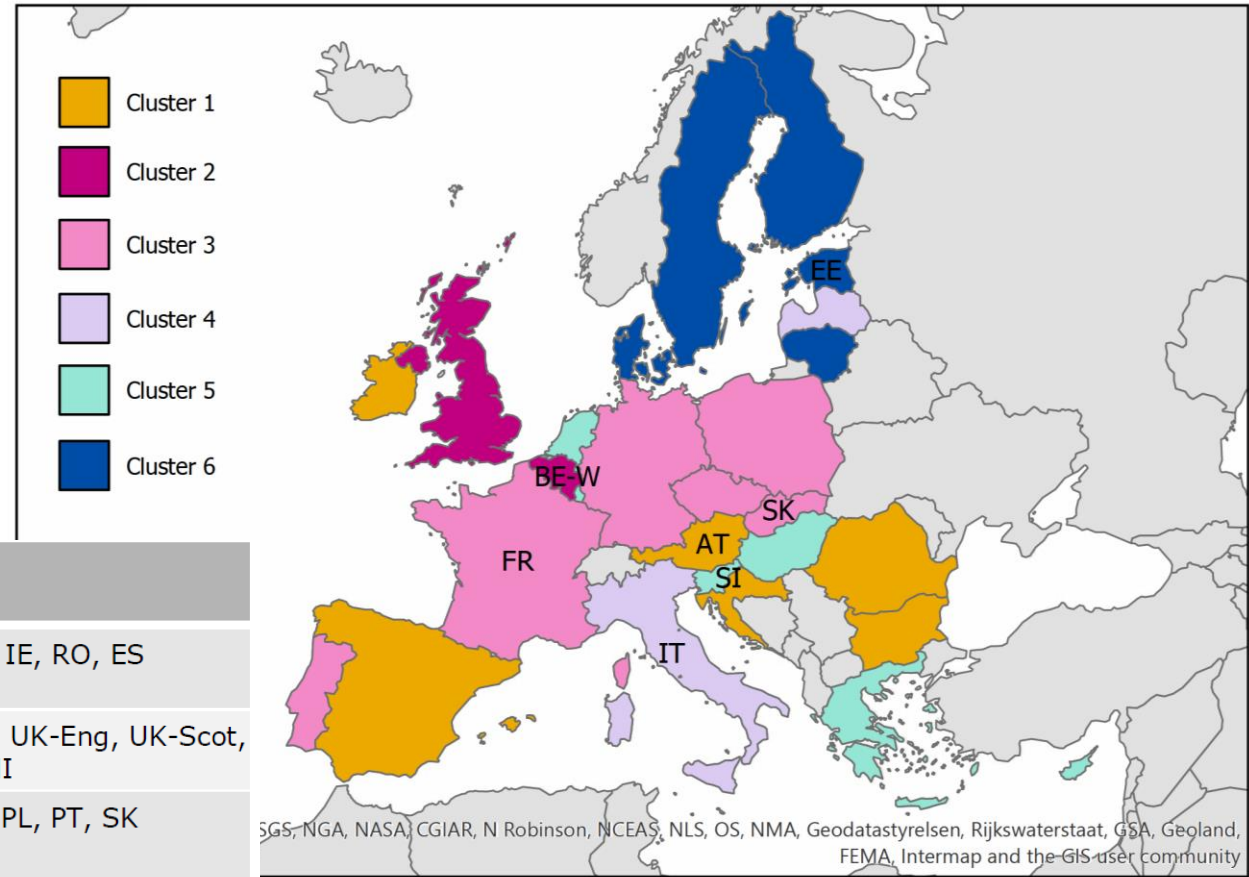 Cluster 1
Cluster 2
Cluster 3
Cluster 4
Cluster 5
Cluster 6
EE
BE-W
SK
AT
FR
SI
IT
IE, RO, ES
UK-Eng, UK-Scot,
PL, PT, SK
NGA, NASA, CGIAR, N Robinson, NCEAS, NLS, OS, NMA, Geodatastyrelsen, Rijkswaterstaat, GSA, Geoland,
FEMA, Intermap and the GIS user community